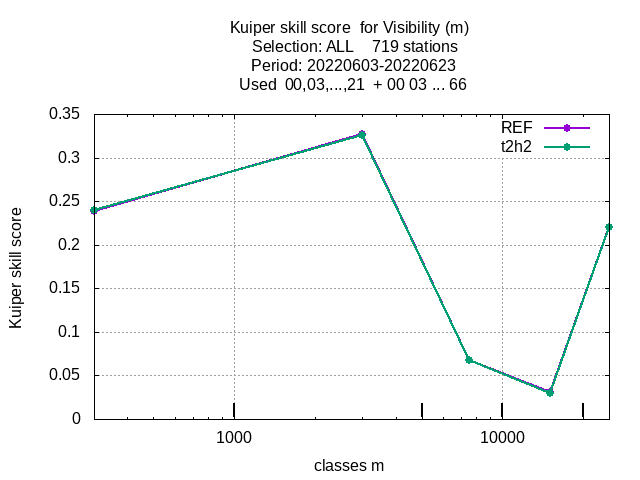 Kuiper skill score  for Visibility (m)
Selection: ALL    719 stations
Period: 20220603-20220623
Used  00,03,...,21  + 00 03 ... 66
REF
t2h2
0.35
0.3
0.25
0.2
0.15
0.1
0.05
0
Kuiper skill score
1000
10000
classes m